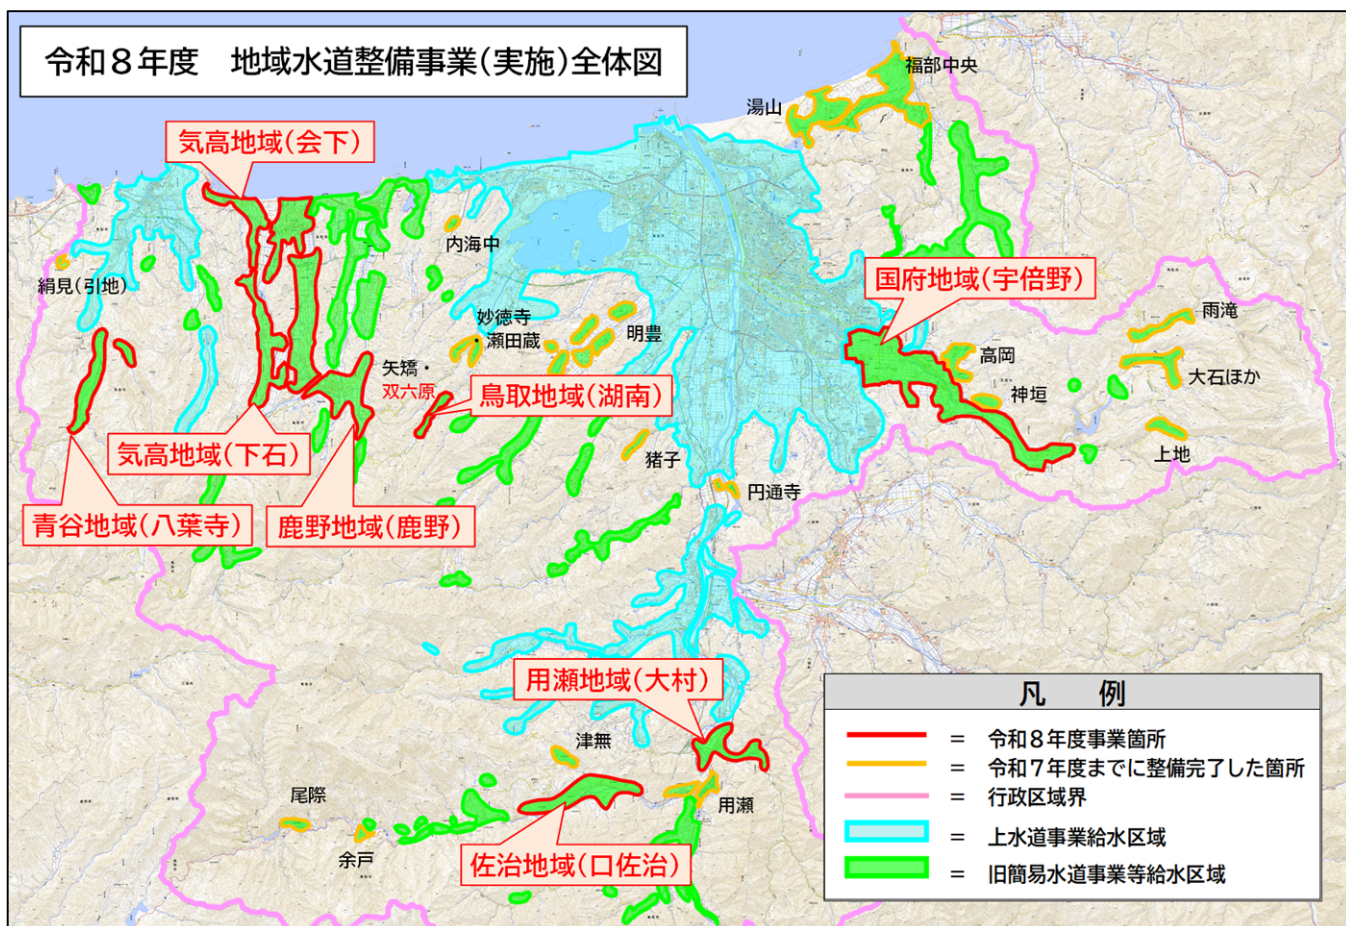 令和８年度　地域水道整備事業(実施)全体図
福部中央
湯山
気高地域(会下)
内海中
絹見(引地)
国府地域(宇倍野)
妙徳寺
瀬田蔵
明豊
雨滝
高岡
大石ほか
矢矯・
双六原
鳥取地域(湖南)
神垣
気高地域(下石)
猪子
上地
円通寺
青谷地域(八葉寺)
鹿野地域(鹿野)
用瀬地域(大村)
津無
尾際
用瀬
余戸
佐治地域(口佐治)
凡　例
= 令和８年度事業箇所
= 令和７年度までに整備完了した箇所
= 行政区域界
= 上水道事業給水区域
= 旧簡易水道事業等給水区域